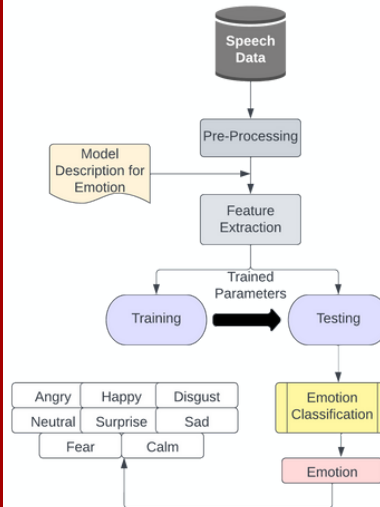 Speech
Data
Pre-Processing
Model
Description for
Emotion
Feature
Extraction
Trained
Parameters
Training
Testing
Angry Happy Disgust
Neutral Surprise Sad
Fear Calm
Emotion
Classification
Emotion